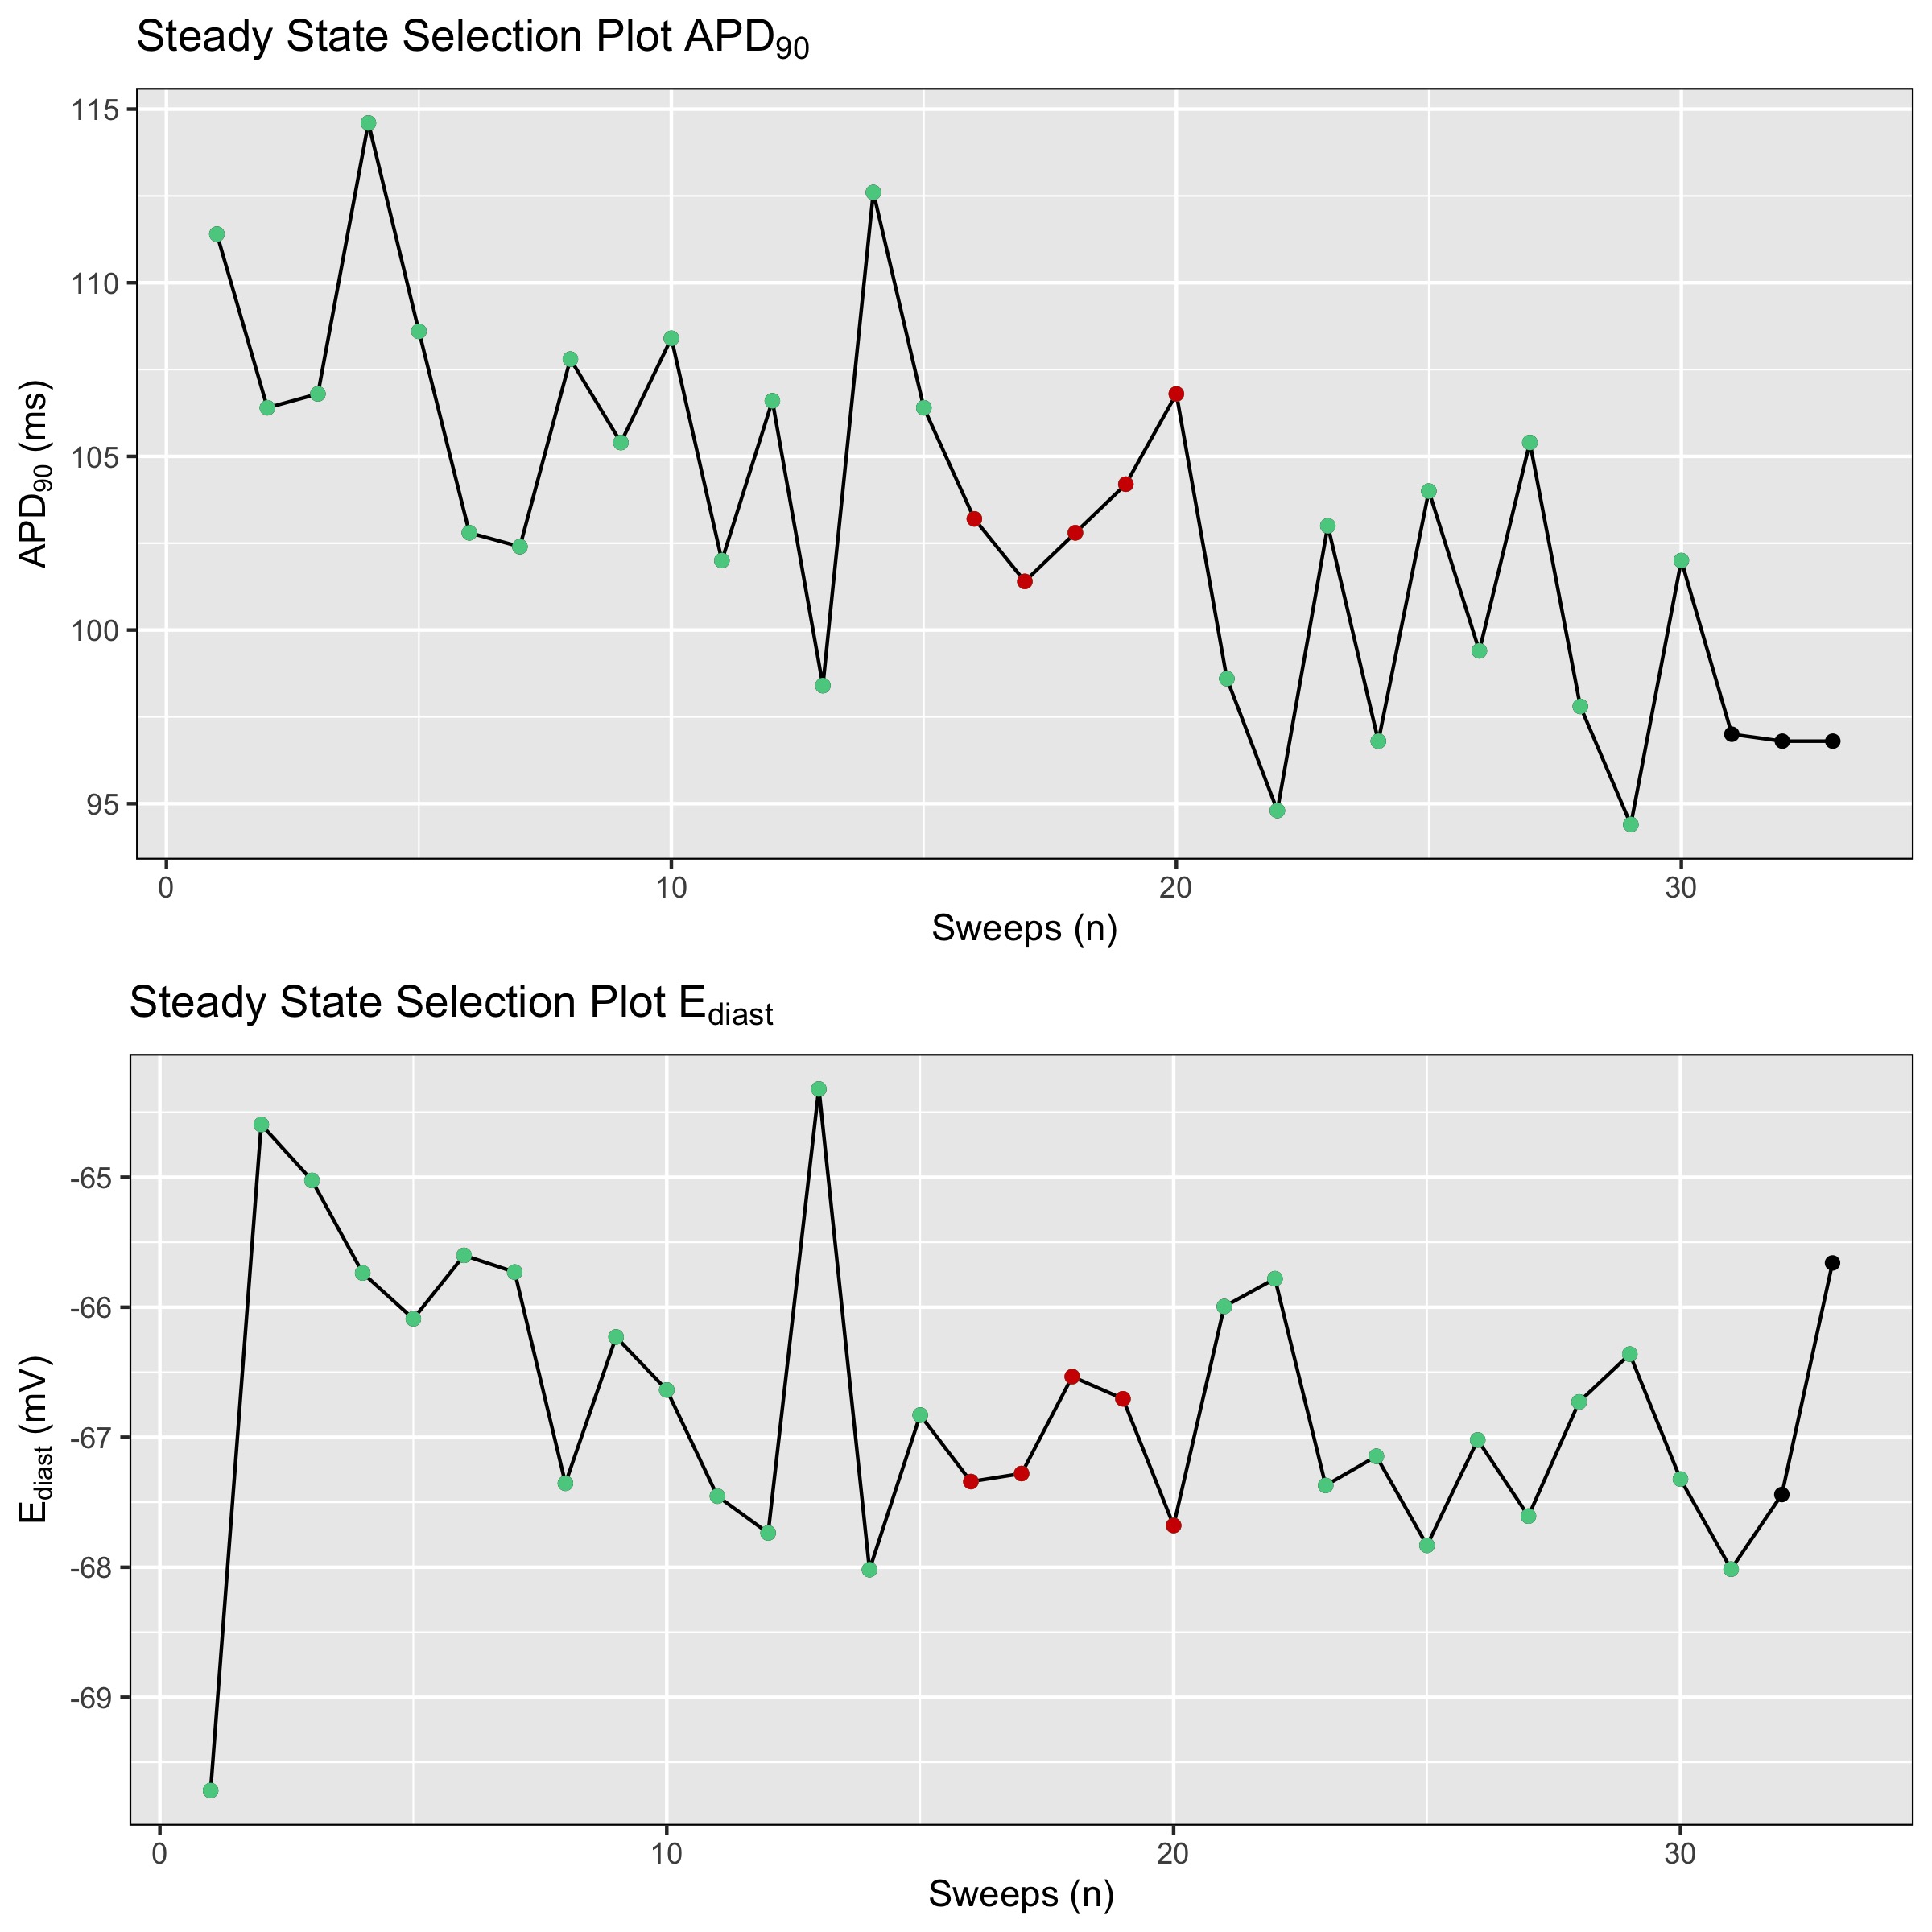 Steady State Selection Plot APD90
115
110
105
100
95
APD90 (ms)
0 10 20 30
Sweeps (n)
Steady State Selection Plot Ediast
-65
-66
-67
-68
-69
Ediast (mV)
0 10 20 30
Sweeps (n)